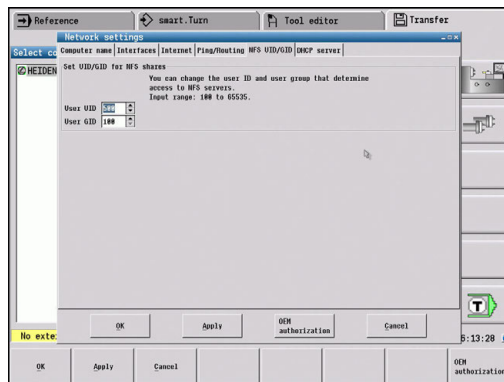 Reference
smart.Turn
Tool editor
Transfer
Network settings
Select co
Computer name Interfaces Internet Ping/Routing NFS UID/GID DHCP server
HEIDEN
Set UID/GID for NFS shares
You can change the user ID and user group that determine
access to NFS servers.
Input range: 100 to 65535.
User UID 500
User GID 100
T
OK
Apply
OEM
authorization
Cancel
No exte
5:13:28
OK
Apply
Cancel
OEM
authorization